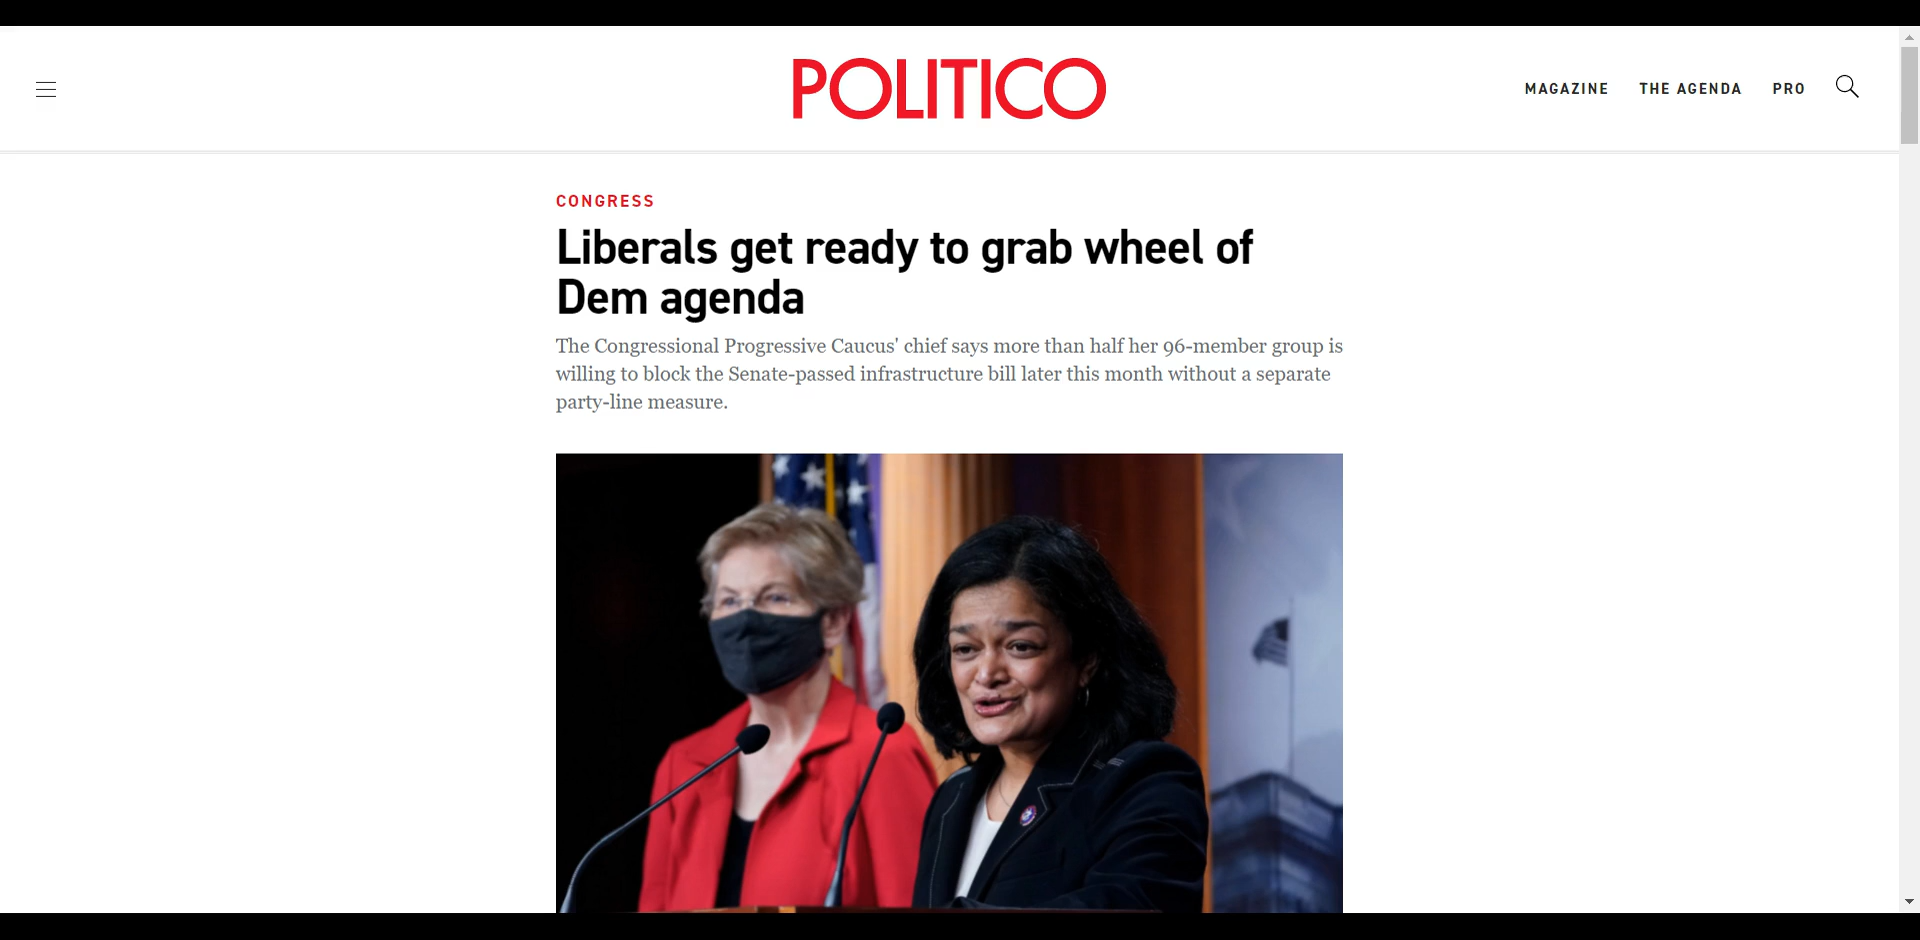 POLITICO
MAGAZINE THE AGENDA PRO
CONGRESS
Liberals get ready to grab wheel of
Dem agenda
The Congressional Progressive Caucus' chief says more than half her 96-member group is
willing to block the Senate-passed infrastructure bill later this month without a separate
party-line measure.